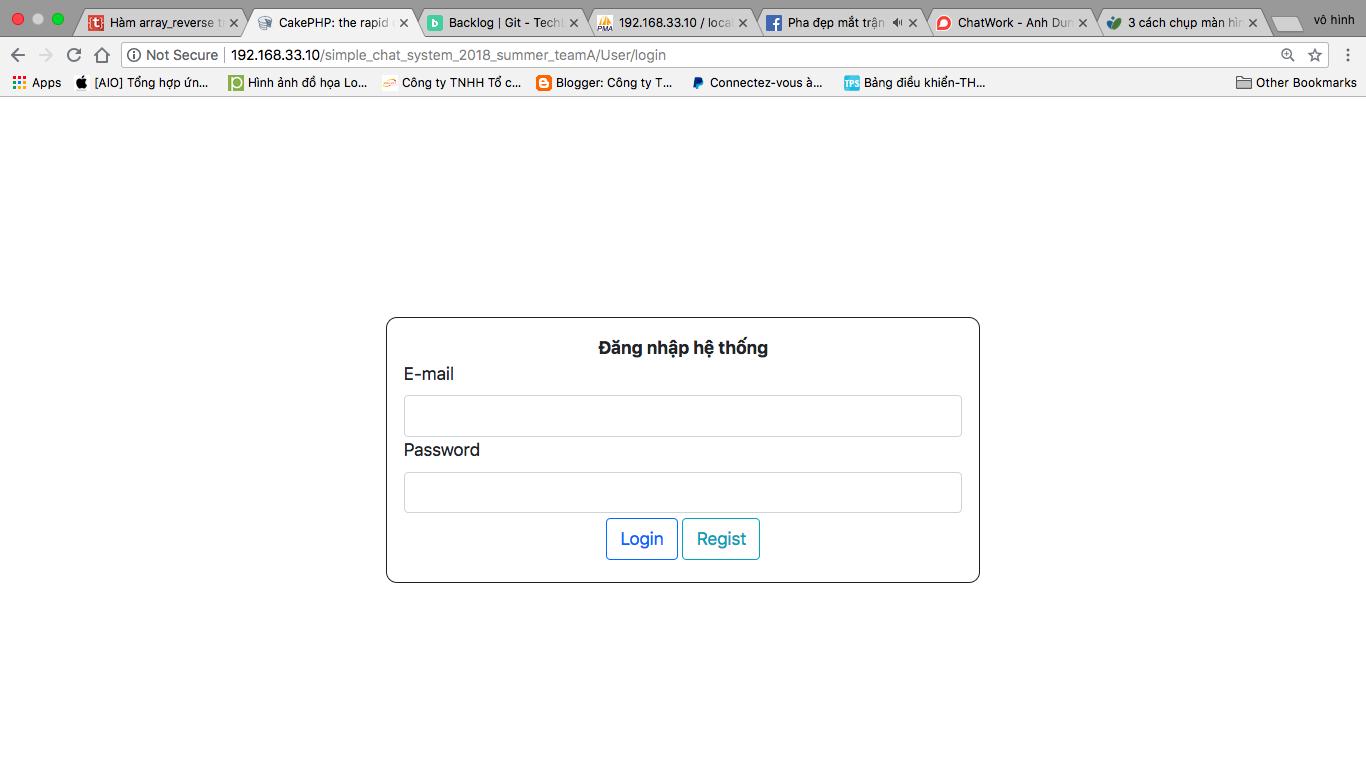 Hàm array_reverse t
CakePHP: the rapid
Backlog | Git - Tech
192.168.33.10 / loca
Pha đẹp mắt trận
ChatWork - Anh Dun
3 cách chụp màn hìn
vô hình
Not Secure
192.168.33.10/simple_chat_system_2018_summer_teamA/User/login
Apps
[AIO] Tổng hợp ứn...
Hình ảnh đồ họa Lo...
Công ty TNHH Tổ c...
Blogger: Công ty T...
Connectez-vous à...
TPS
Bảng điều khiển-TH...
Other Bookmarks
Đăng nhập hệ thống
E-mail
Password
Login
Regist